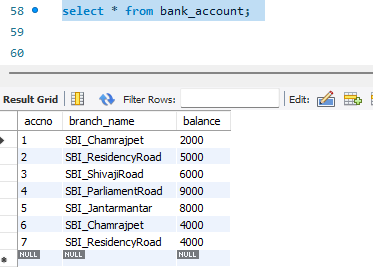 58 select * from bank_account;
59
60
Result Grid Filter Rows: Edit:
accno branch_name balance
1 SBI_Chamrajpet 2000
2 SBI_ResidencyRoad 5000
3 SBI_ShivajiRoad 6000
4 SBI_ParliamentRoad 9000
5 SBI_Jantarmantar 8000
6 SBI_Chamrajpet 4000
7 SBI_ResidencyRoad 4000
NULL NULL NULL